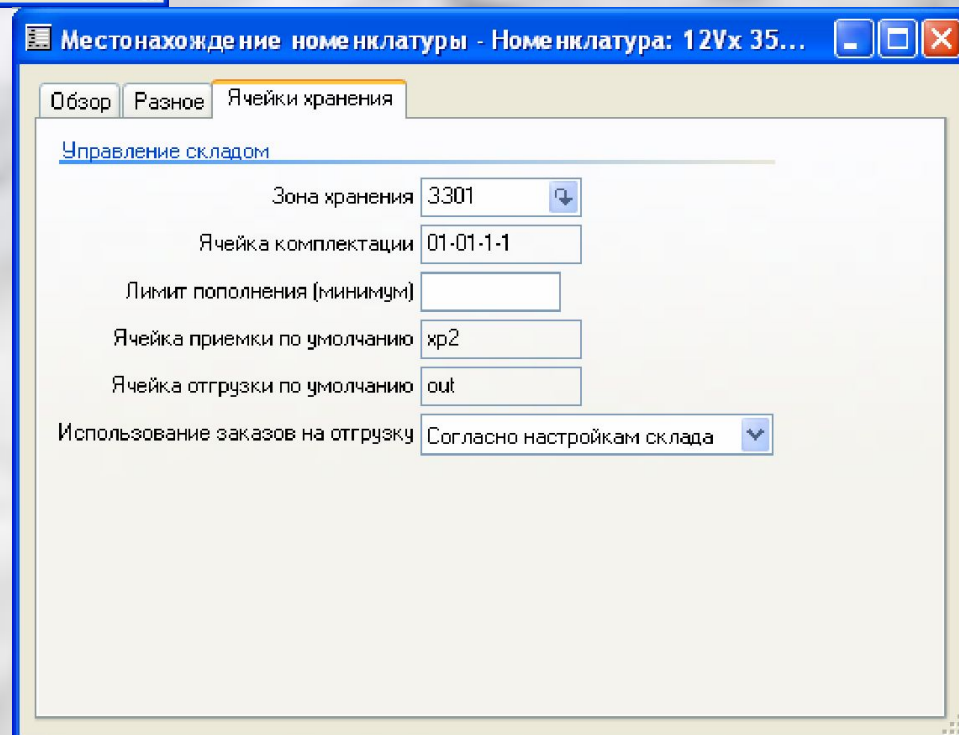 Местонахождение номенклатуры - Номенклатура: 12Vx 35...
Обзор Разное Ячейки хранения
Управление складом
Зона хранения 3301
Ячейка комплектации 01-01-1-1
Лимит пополнения (минимум)
Ячейка приемки по умолчанию хр2
Ячейка отгрузки по умолчанию out
Использование заказов на отгрузку Согласно настройкам склада